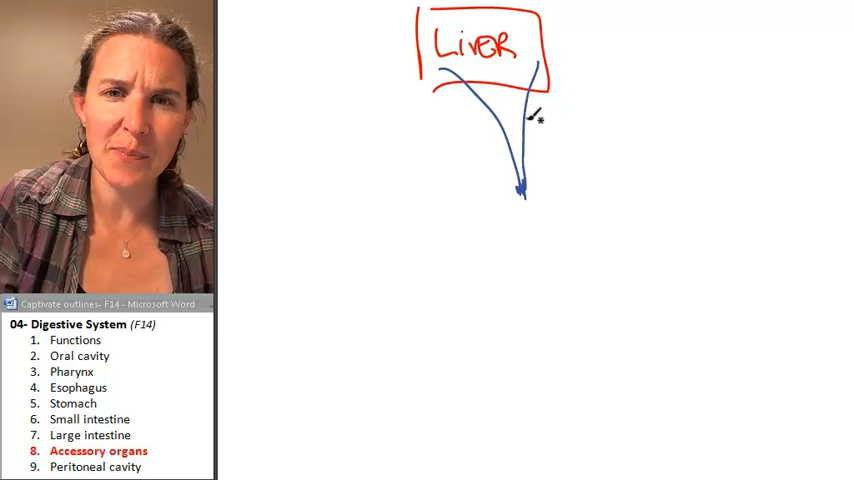 LiVER
Captivate outlines- F14 - Microsoft Word
04- Digestive System (F14)
1. Functions
2. Oral cavity
3. Pharynx
4. Esophagus
5. Stomach
6. Small intestine
7. Large intestine
8. Accessory organs
9. Peritoneal cavity